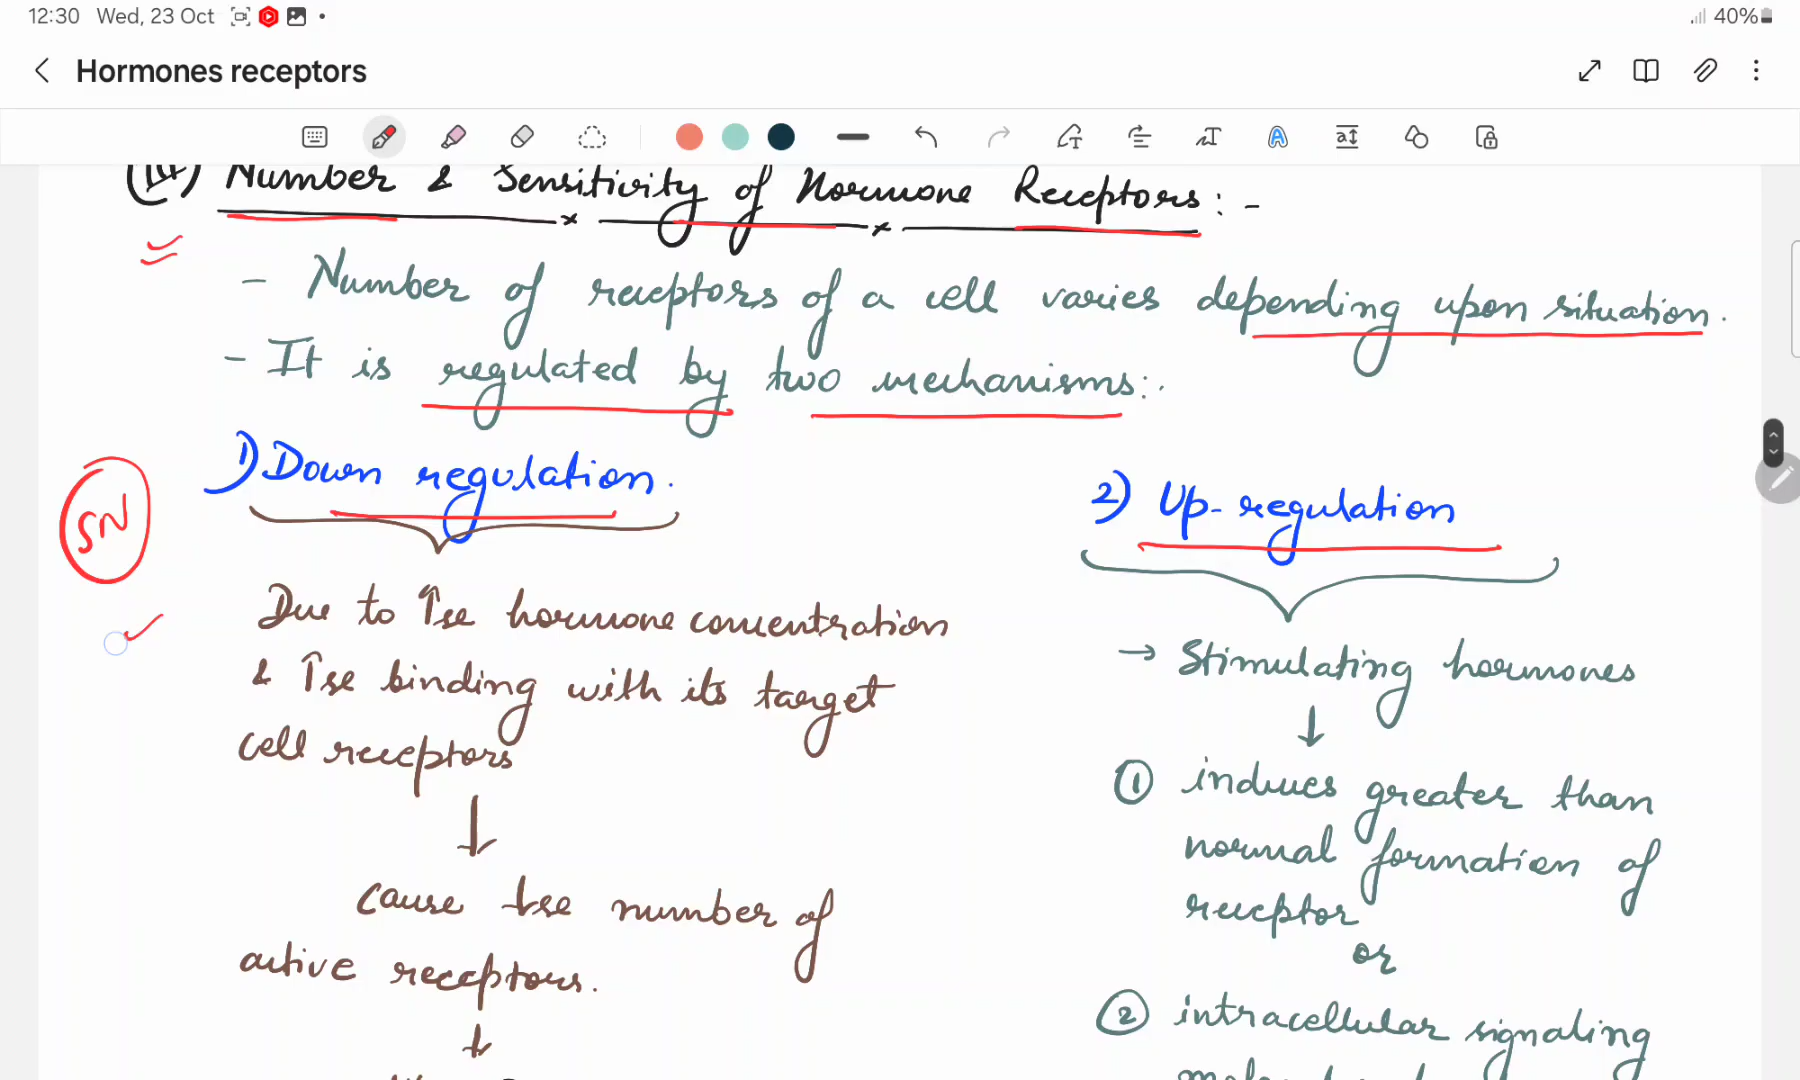 12:30 Wed, 23 Oct
40%
Hormones receptors
Number & Sensitivity of Hormone Receptors:-
- Number of receptors of a cell varies depending upon situation.
- It is regulated by two mechanisms:.
SN
1) Down regulation.
Due to ↑se hormone concentration
& ↑se binding with its target
cell receptors
↓
cause ↓se number of
active receptors.
↓
2) Up-regulation
→ Stimulating hormones
↓
① induces greater than
normal formation of
receptor
or
② intracellular signaling